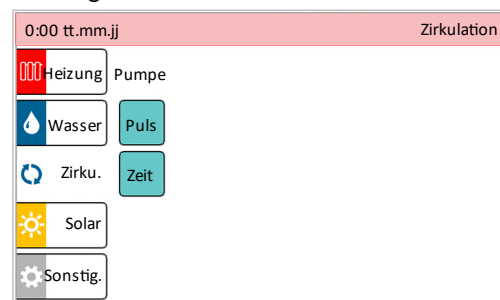 0:00 tt.mm.jj Zirkulation
Heizung Pumpe
Wasser Puls
Zirku. Zeit
Solar
Sonstig.